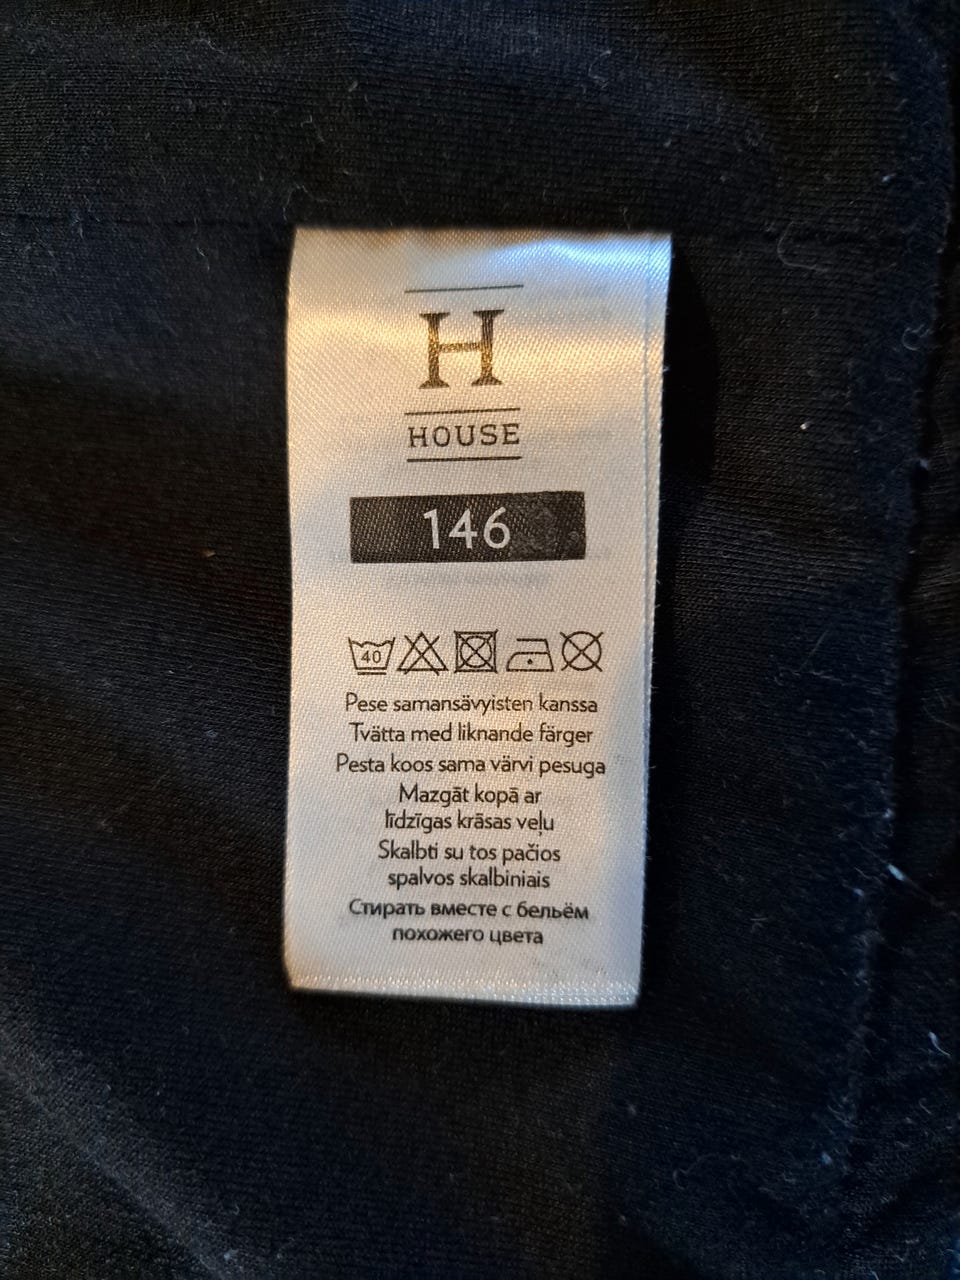 H
HOUSE
146
40
Pese samansävyisten kanssa
Tvätta med liknande färger
Pesta koos sama värvi pesuga
Mazgāt kopā ar
līdzīgas krāsas veļu
Skalbti su tos pačios
spalvos skalbiniais
Стирать вместе с бельём
похожего цвета